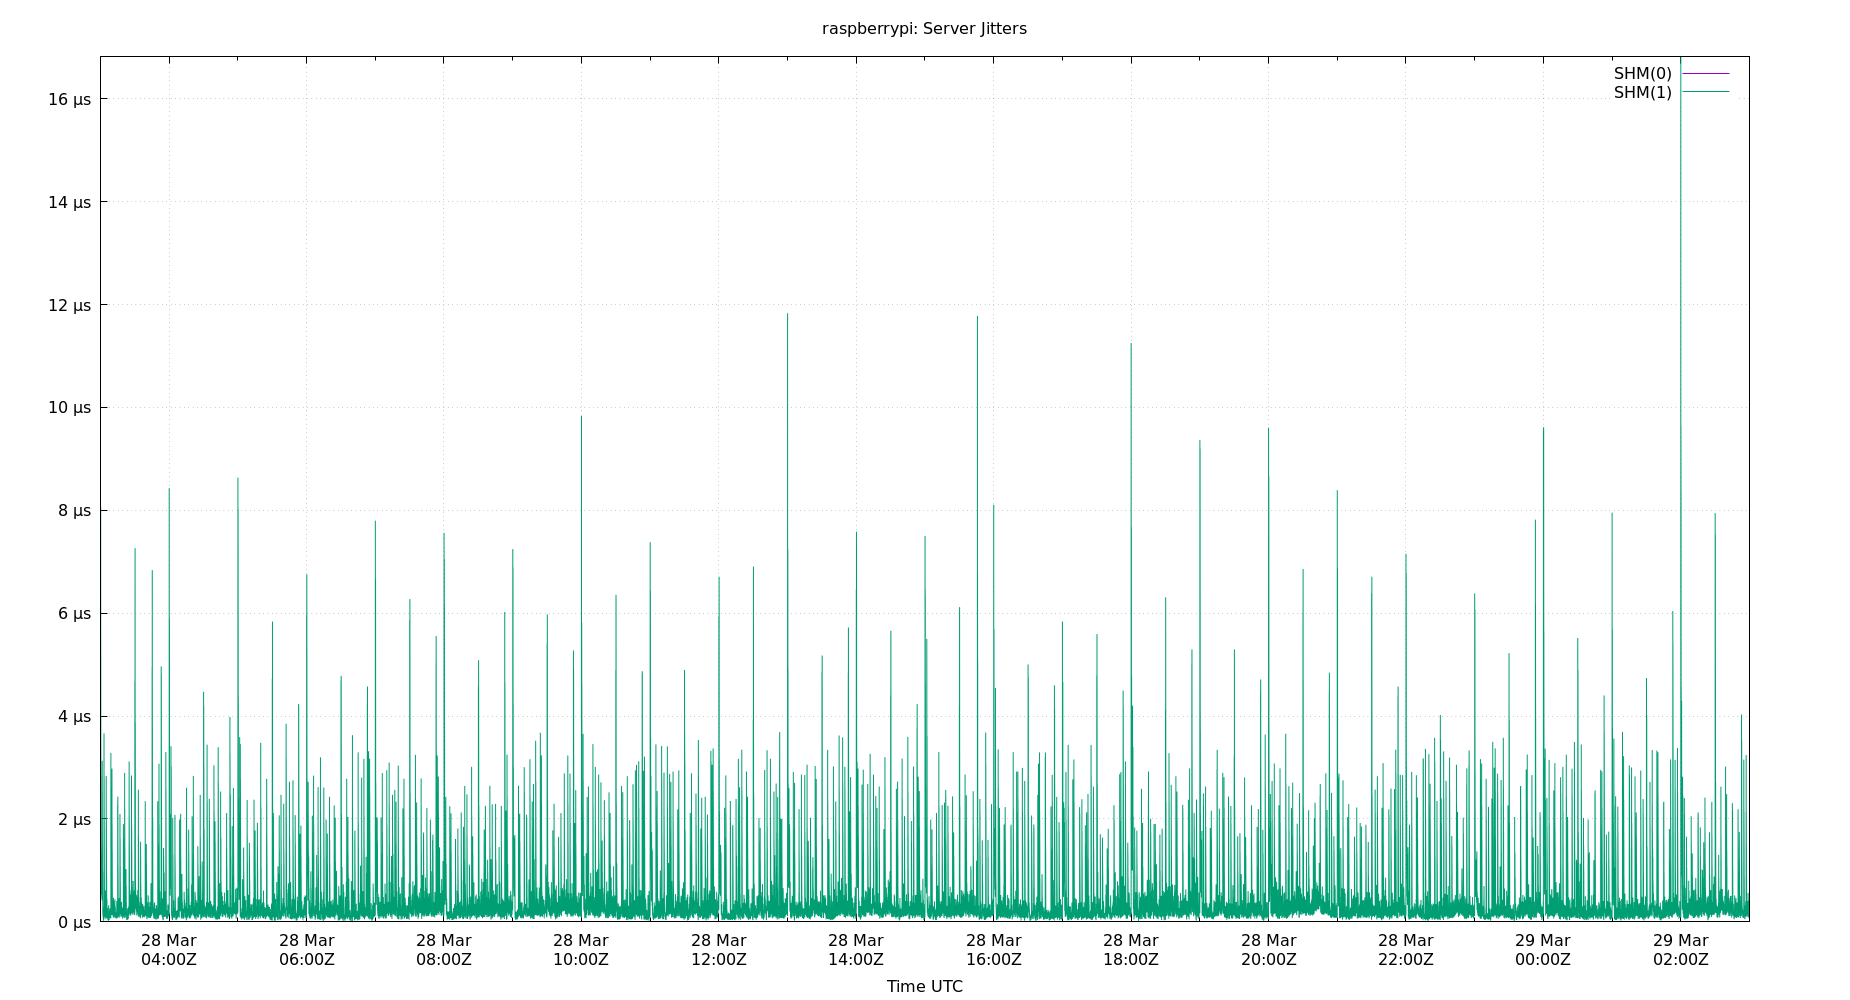 raspberrypi: Server Jitters
SHM(0)
SHM(1)
16 µs
14 µs
12 µs
10 µs
8 µs
6 µs
4 µs
2 µs
0 µs
28 Mar 28 Mar 28 Mar 28 Mar 28 Mar 28 Mar 28 Mar 28 Mar 28 Mar 28 Mar 29 Mar 29 Mar
04:00Z 06:00Z 08:00Z 10:00Z 12:00Z 14:00Z 16:00Z 18:00Z 20:00Z 22:00Z 00:00Z 02:00Z
Time UTC